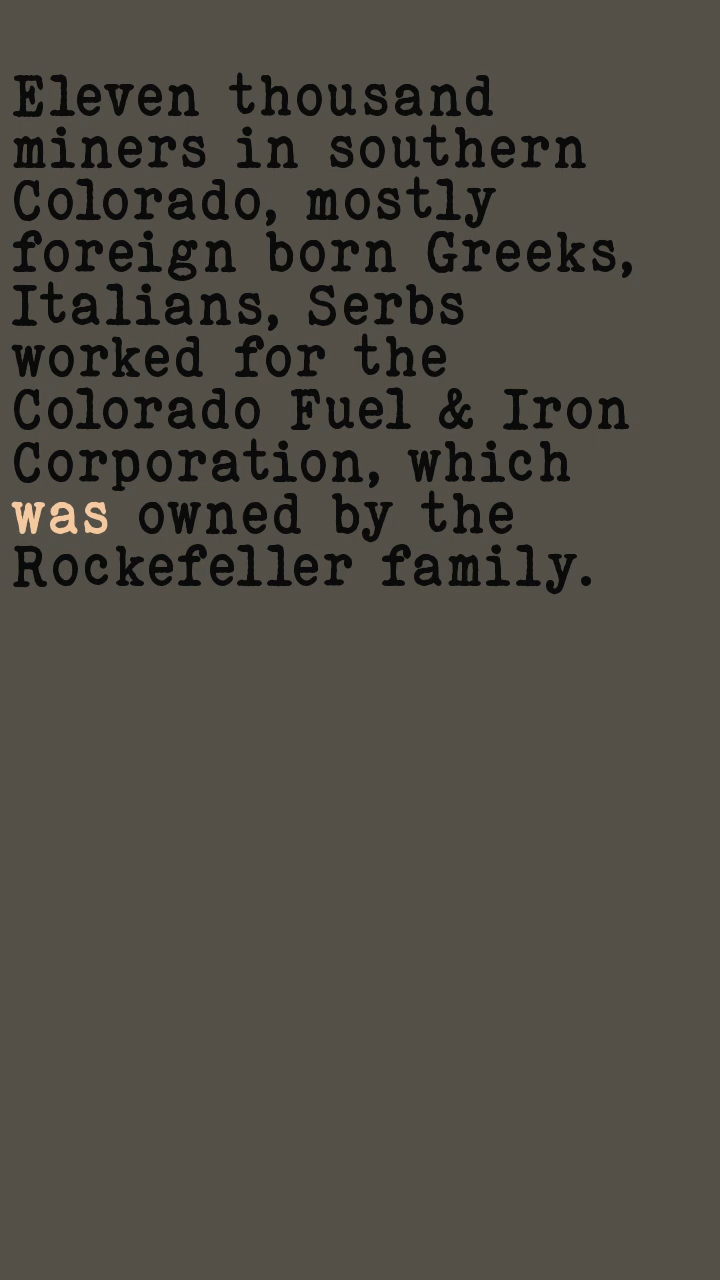 Eleven thousand
miners in southern
Colorado, mostly
foreign born Greeks,
Italians, Serbs
worked for the
Colorado Fuel & Iron
Corporation, which
was owned by the
Rockefeller family.